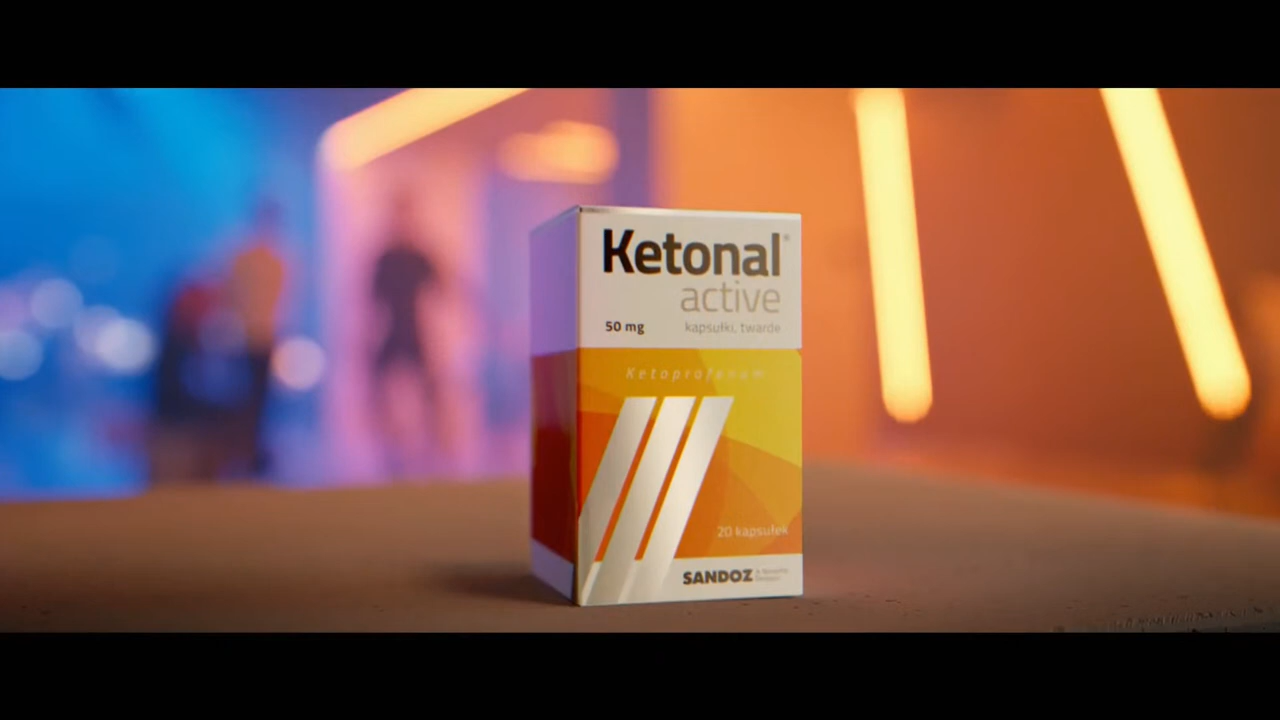 Ketonal®
active
50 mg kapsułki, twarde
Ketoprofenum
20 kapsułek
SANDOZ